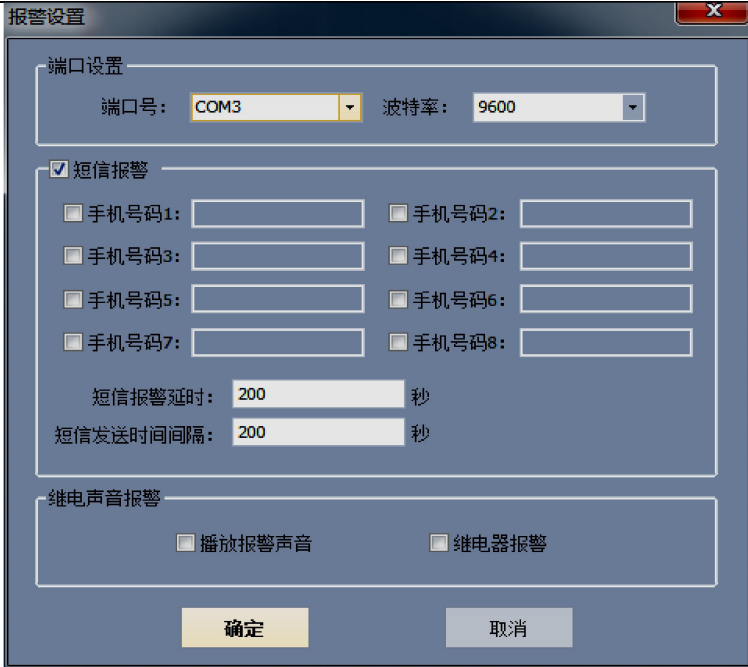 报警设置
端口设置
端口号: COM3 波特率: 9600
短信报警
手机号码1: 手机号码2:
手机号码3: 手机号码4:
手机号码5: 手机号码6:
手机号码7: 手机号码8:
短信报警延时: 200 秒
短信发送时间间隔: 200 秒
继电声音报警
播放报警声音 继电器报警
确定 取消